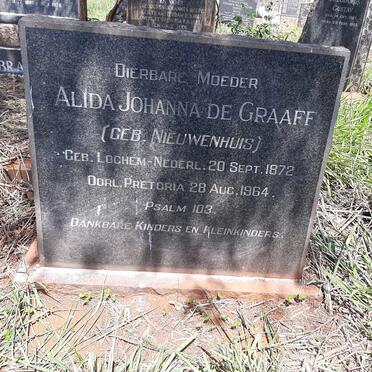 DIERBARE MOEDER
ALIDA JOHANNA DE GRAAFF
(GEB. NIEUWENHUIS)
GEB. LOCHEM-NEDERL. 20 SEPT. 1872
OORL. PRETORIA 28 AUG. 1964.
PSALM 103.
DANKBARE KINDERS EN KLEINKINDERS.